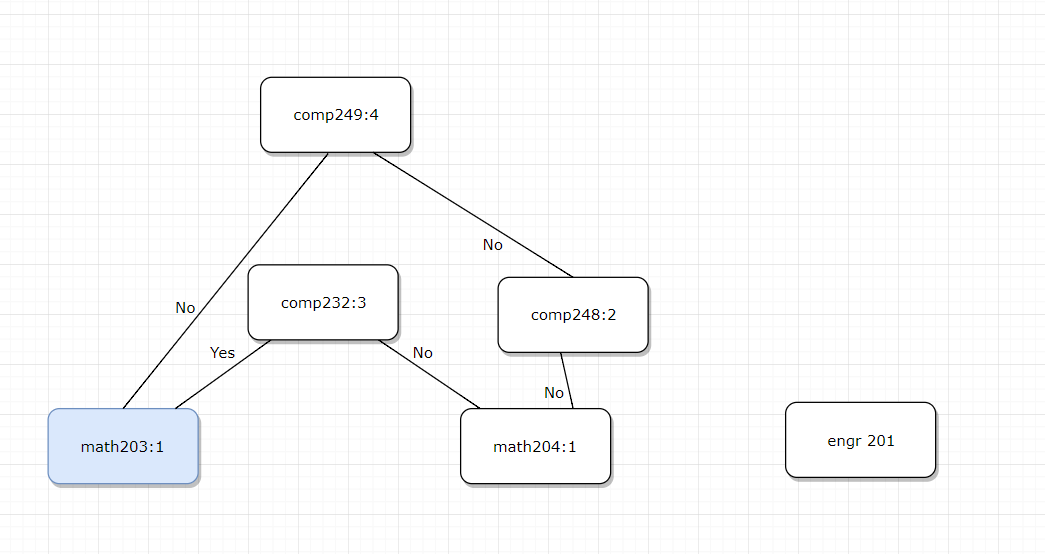 comp249:4
No
comp232:3
No
comp248:2
Yes
No
No
math203:1
math204:1
engr 201